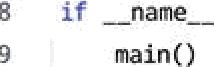 8 if __name__
9 main()